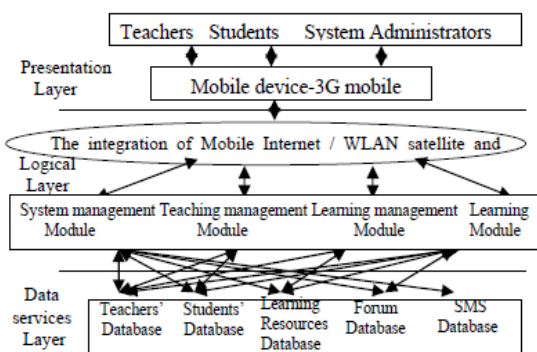 Teachers Students System Administrators
Presentation
Layer
Mobile device-3G mobile
The integration of Mobile Internet / WLAN satellite and
Logical
Layer
System management Teaching management Learning management Learning
Module Module Module Module
Data
services
Layer
Teachers' Students' Learning Forum SMS
Database Database Resources Database Database
Database